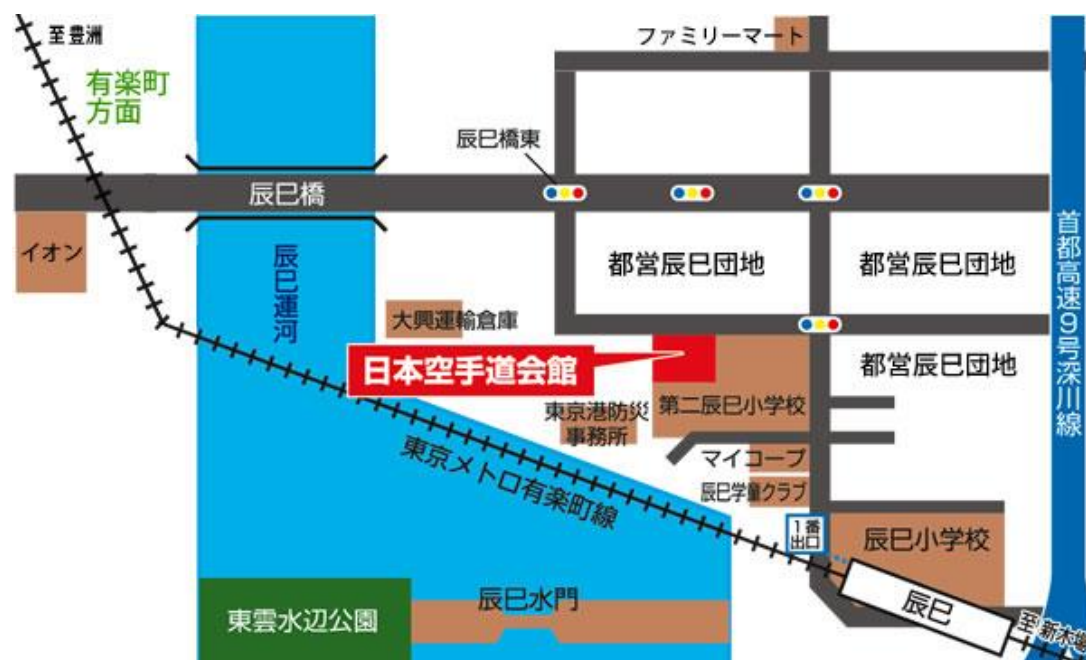 至豊洲
ファミリーマート
有楽町
方面
辰巳橋東
辰巳橋
イオン
都営辰巳団地
都営辰巳団地
首都高速9号深川線
辰巳運河
大興運輸倉庫
日本空手道会館
都営辰巳団地
第二辰巳小学校
東京港防災
事務所
東京メトロ有楽町線
マイコープ
辰巳学童クラブ
1番
出口
辰巳小学校
辰巳
辰巳水門
東雲水辺公園
至新木場